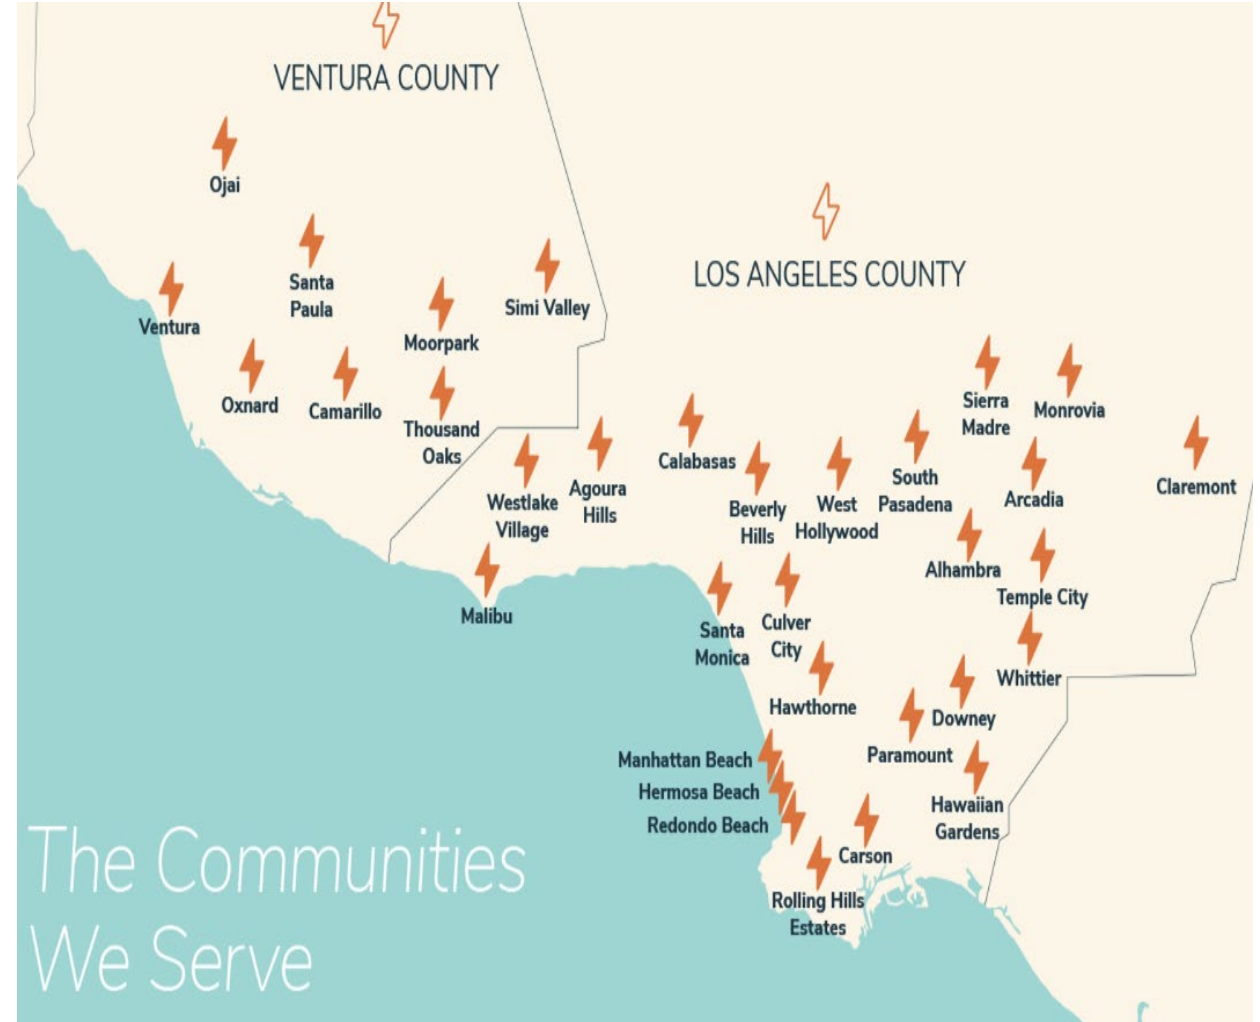 VENTURA COUNTY
Ojai
Santa
Paula
Simi Valley
Ventura
Moorpark
Oxnard
Camarillo
Thousand
Oaks
LOS ANGELES COUNTY
Sierra
Madre
Monrovia
Calabasas
Westlake
Village
Agoura
Hills
Beverly
Hills
West
Hollywood
South
Pasadena
Arcadia
Claremont
Alhambra
Temple City
Malibu
Santa
Monica
Culver
City
Whittier
Hawthorne
Downey
Paramount
Manhattan Beach
Hermosa Beach
Redondo Beach
Hawaiian
Gardens
Carson
Rolling Hills
Estates
The Communities
We Serve